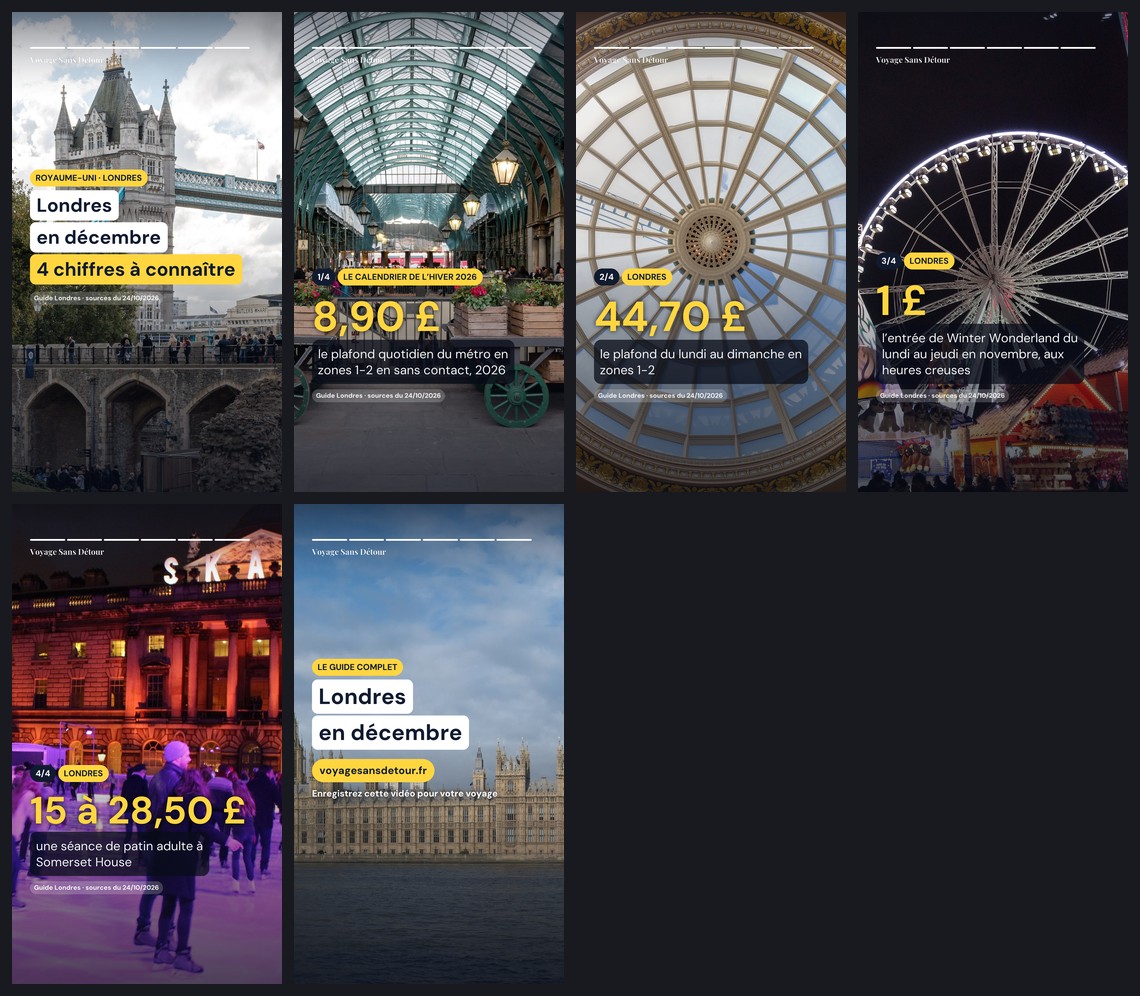 Voyage Sans Détour
ROYAUME-UNI · LONDRES
Londres
en décembre
4 chiffres à connaître
Guide Londres · sources du 24/10/2026
Voyage Sans Détour
1/4
LE CALENDRIER DE L'HIVER 2026
8,90 £
le plafond quotidien du métro en
zones 1-2 en sans contact, 2026
Guide Londres · sources du 24/10/2026
Voyage Sans Détour
2/4
LONDRES
44,70 £
le plafond du lundi au dimanche en
zones 1-2
Guide Londres · sources du 24/10/2026
Voyage Sans Détour
3/4
LONDRES
1 £
l'entrée de Winter Wonderland du
lundi au jeudi en novembre, aux
heures creuses
Guide Londres · sources du 24/10/2026
Voyage Sans Détour
SKA
4/4
LONDRES
15 à 28,50 £
une séance de patin adulte à
Somerset House
Guide Londres · sources du 24/10/2026
Voyage Sans Détour
LE GUIDE COMPLET
Londres
en décembre
voyagesansdetour.fr
Enregistrez cette vidéo pour votre voyage